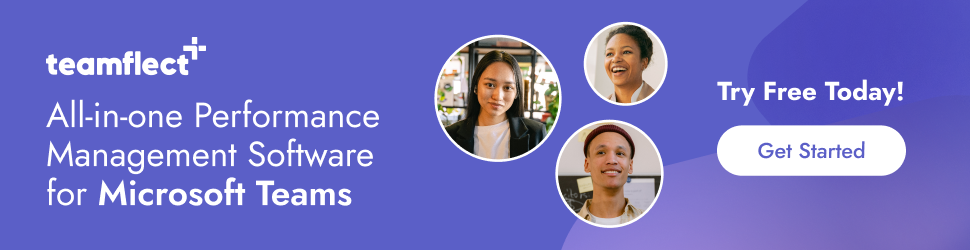 teamflect
All-in-one Performance
Management Software
for Microsoft Teams
Try Free Today!
Get Started